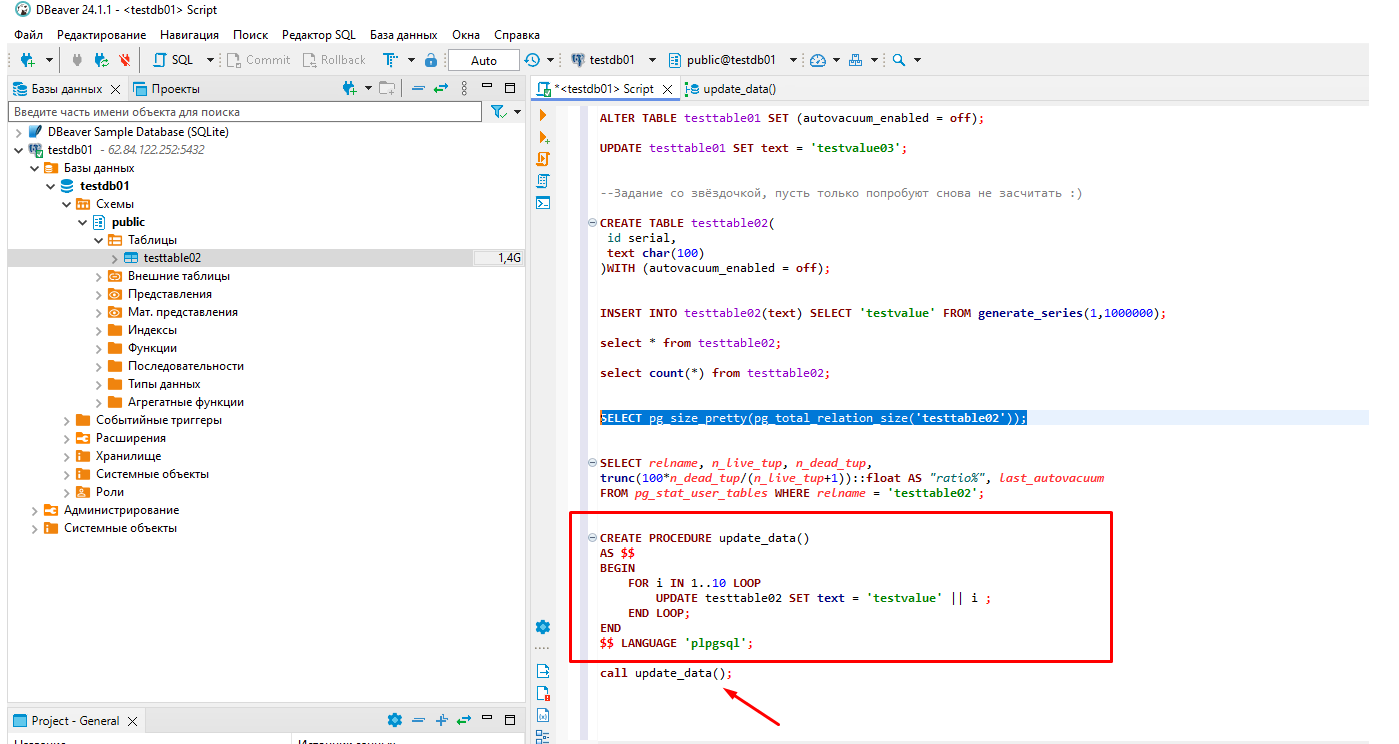 DBeaver 24.1.1 - <testdb01> Script
Файл Редактирование Навигация Поиск Редактор SQL База данных Окна Справка
SQL Commit Rollback Auto testdb01 public@testdb01
Базы данных Проекты
Введите часть имени объекта для поиска
DBeaver Sample Database (SQLite)
testdb01 - 62.84.122.252:5432
Базы данных
testdb01
Схемы
public
Таблицы
testtable02 1,4G
Внешние таблицы
Представления
Мат. представления
Индексы
Функции
Последовательности
Типы данных
Агрегатные функции
Событийные триггеры
Расширения
Хранилище
Системные объекты
Роли
Администрирование
Системные объекты
Project - General
Название Источники данных
*<testdb01> Script update_data()
ALTER TABLE testtable01 SET (autovacuum_enabled = off);
UPDATE testtable01 SET text = 'testvalue03';
--Задание со звёздочкой, пусть только попробуют снова не засчитать :)
CREATE TABLE testtable02(
id serial,
text char(100)
)WITH (autovacuum_enabled = off);
INSERT INTO testtable02(text) SELECT 'testvalue' FROM generate_series(1,1000000);
select * from testtable02;
select count(*) from testtable02;
SELECT pg_size_pretty(pg_total_relation_size('testtable02'));
SELECT relname, n_live_tup, n_dead_tup,
trunc(100*n_dead_tup/(n_live_tup+1))::float AS "ratio%", last_autovacuum
FROM pg_stat_user_tables WHERE relname = 'testtable02';
CREATE PROCEDURE update_data()
AS $$
BEGIN
FOR i IN 1..10 LOOP
UPDATE testtable02 SET text = 'testvalue' || i ;
END LOOP;
END
$$ LANGUAGE 'plpgsql';
call update_data();